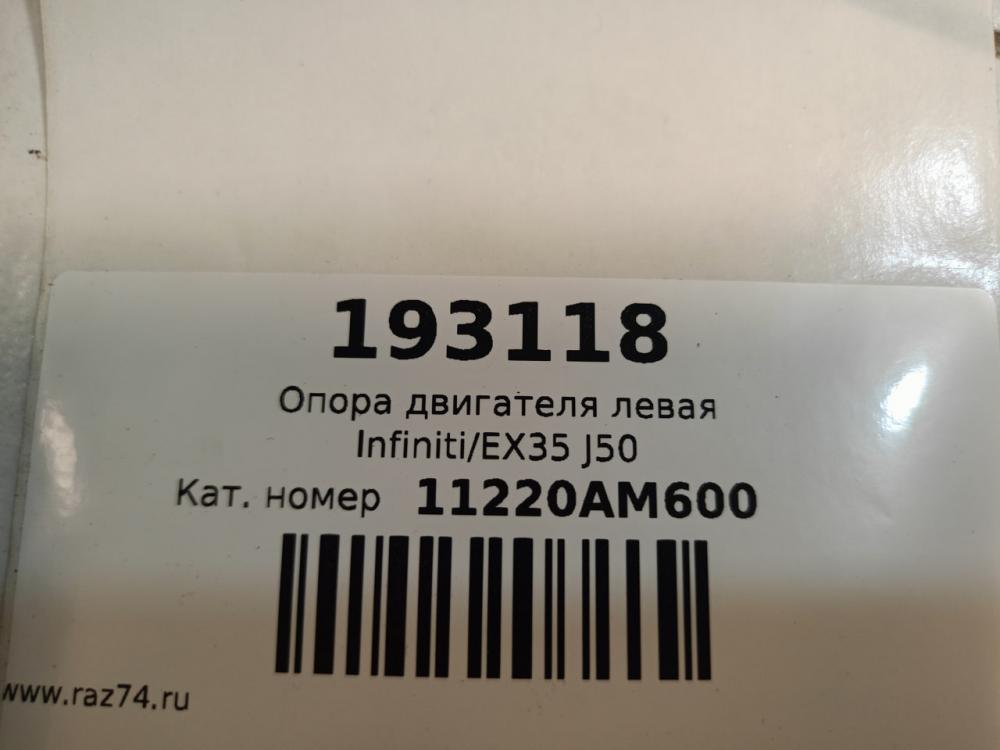 193118
Опора двигателя левая
Infiniti/EX35 J50
Кат. номер 11220AM600
www.raz74.ru